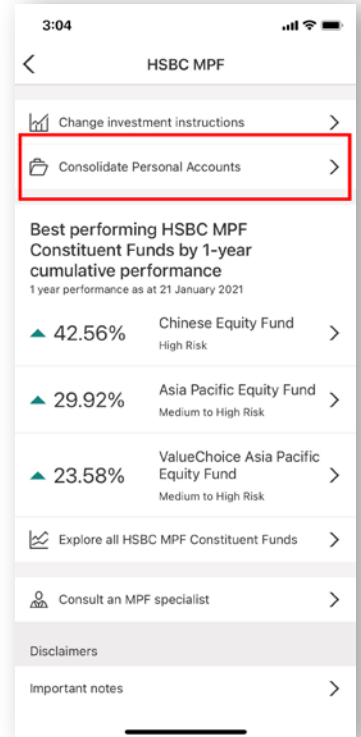 3:04
HSBC MPF
Change investment instructions
Consolidate Personal Accounts
Best performing HSBC MPF
Constituent Funds by 1-year
cumulative performance
1 year performance as at 21 January 2021
42.56%
Chinese Equity Fund
High Risk
29.92%
Asia Pacific Equity Fund
Medium to High Risk
23.58%
ValueChoice Asia Pacific
Equity Fund
Medium to High Risk
Explore all HSBC MPF Constituent Funds
Consult an MPF specialist
Disclaimers
Important notes